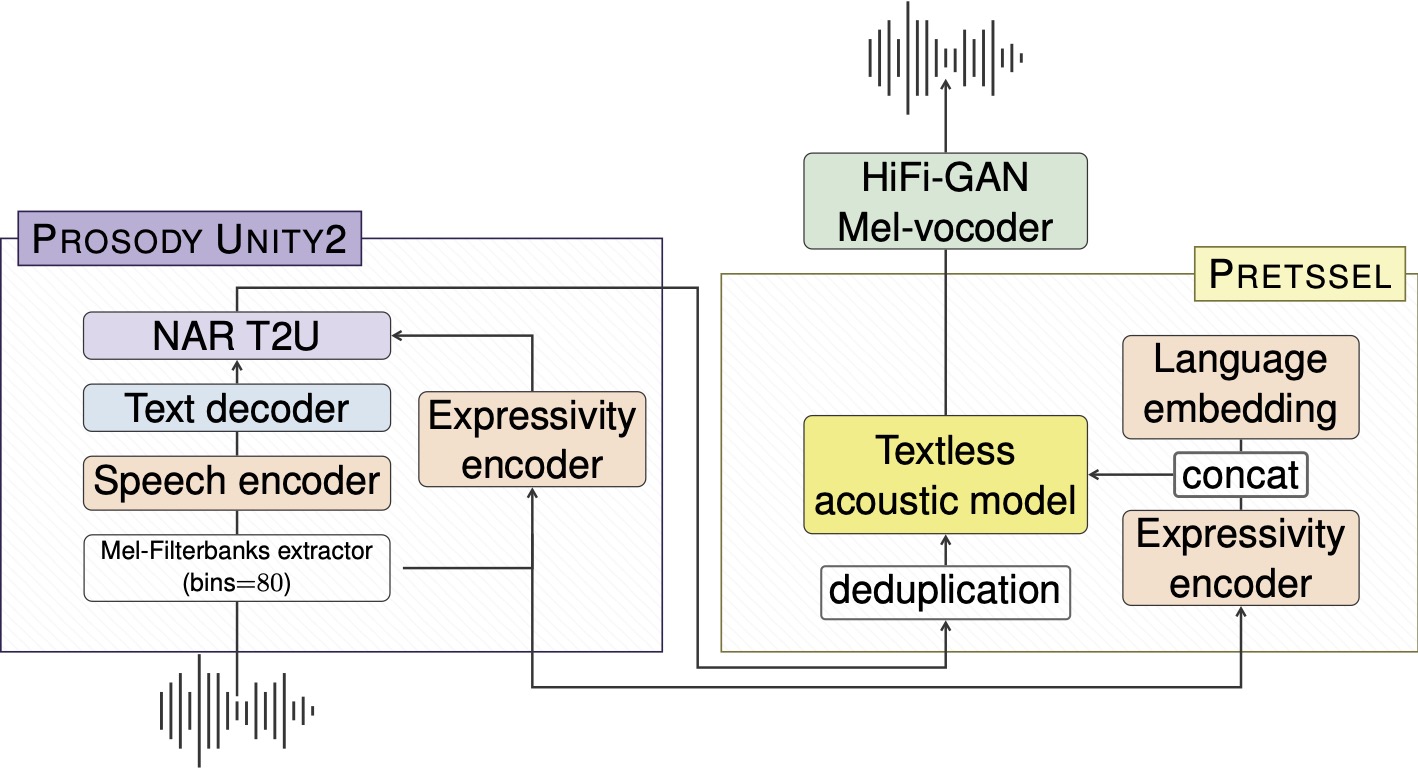 PROSODY UNITY2
NAR T2U
Text decoder
Speech encoder
Mel-Filterbanks extractor
(bins=80)
Expressivity
encoder
HiFi-GAN
Mel-vocoder
PRETSSEL
Textless
acoustic model
deduplication
Language
embedding
concat
Expressivity
encoder